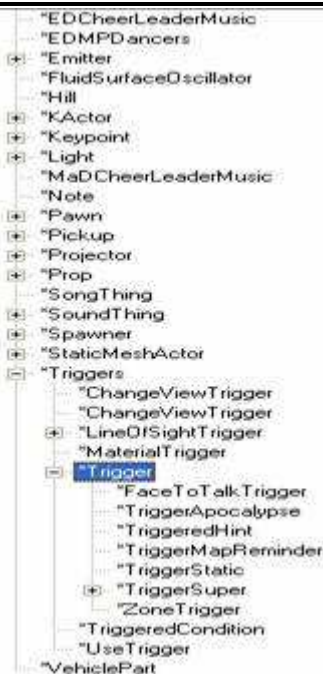 "EDCheerLeaderMusic
"EDMPDancers
"Emitter
"FluidSurfaceOscillator
"Hill
"KActor
"Keypoint
"Light
"MaDCheerLeaderMusic
"Note
"Pawn
"Pickup
"Projector
"Prop
"SongThing
"SoundThing
"Spawner
"StaticMeshActor
"Triggers
"ChangeViewTrigger
"ChangeViewTrigger
"LineOfSightTrigger
"MaterialTrigger
"Trigger
"FaceToTalkTrigger
"TriggerApocalypse
"TriggeredHint
"TriggerMapReminder
"TriggerStatic
"TriggerSuper
"ZoneTrigger
"TriggeredCondition
"UseTrigger
"VehiclePart